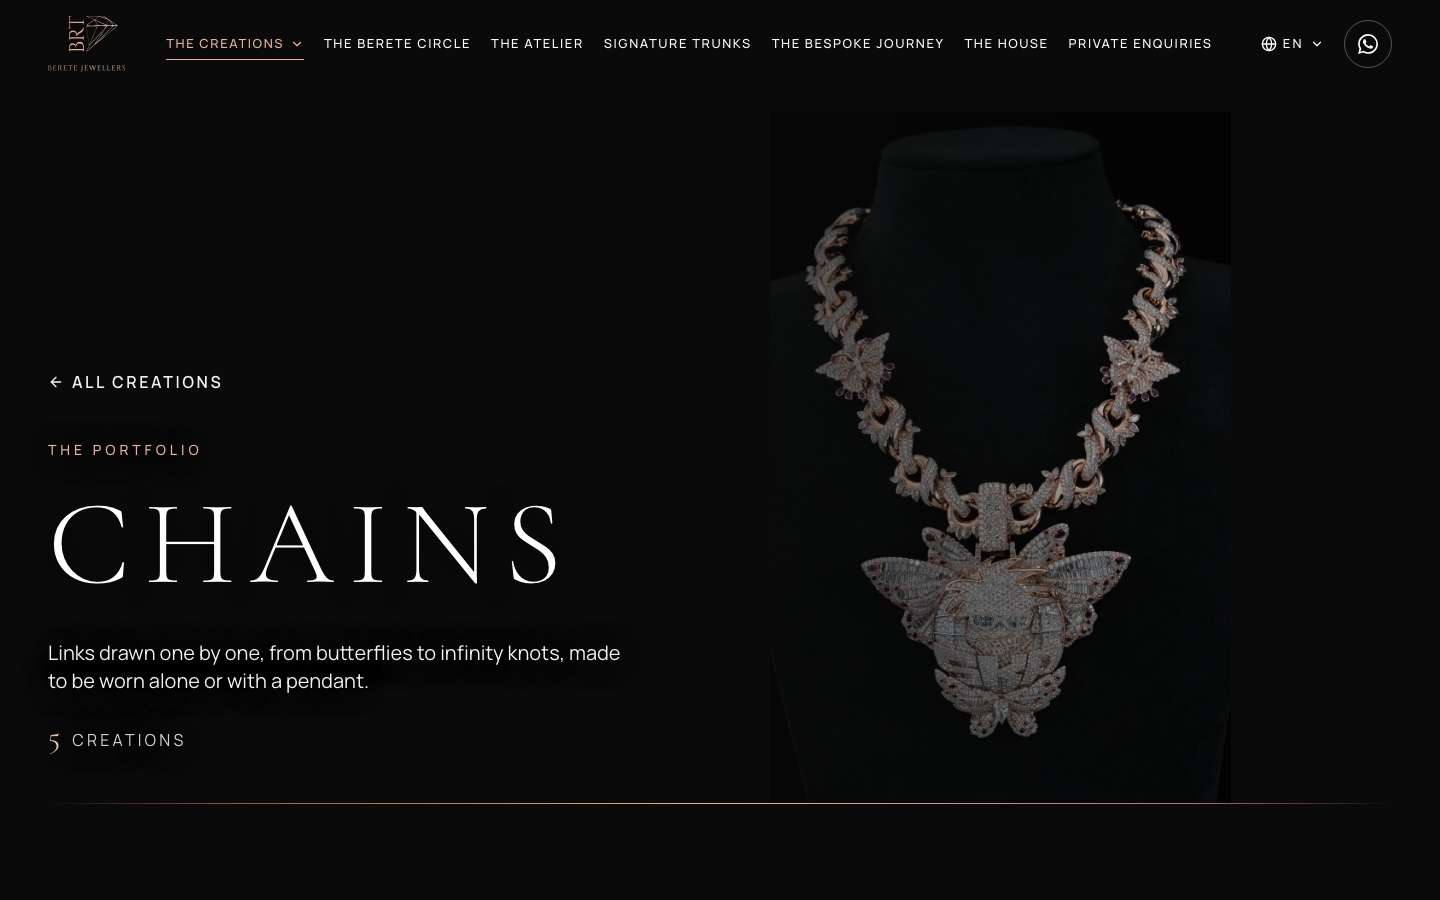 BRT
BERETE JEWELLERS
THE CREATIONS
THE BERETE CIRCLE
THE ATELIER
SIGNATURE TRUNKS
THE BESPOKE JOURNEY
THE HOUSE
PRIVATE ENQUIRIES
EN
ALL CREATIONS
THE PORTFOLIO
CHAINS
Links drawn one by one, from butterflies to infinity knots, made
to be worn alone or with a pendant.
5 CREATIONS